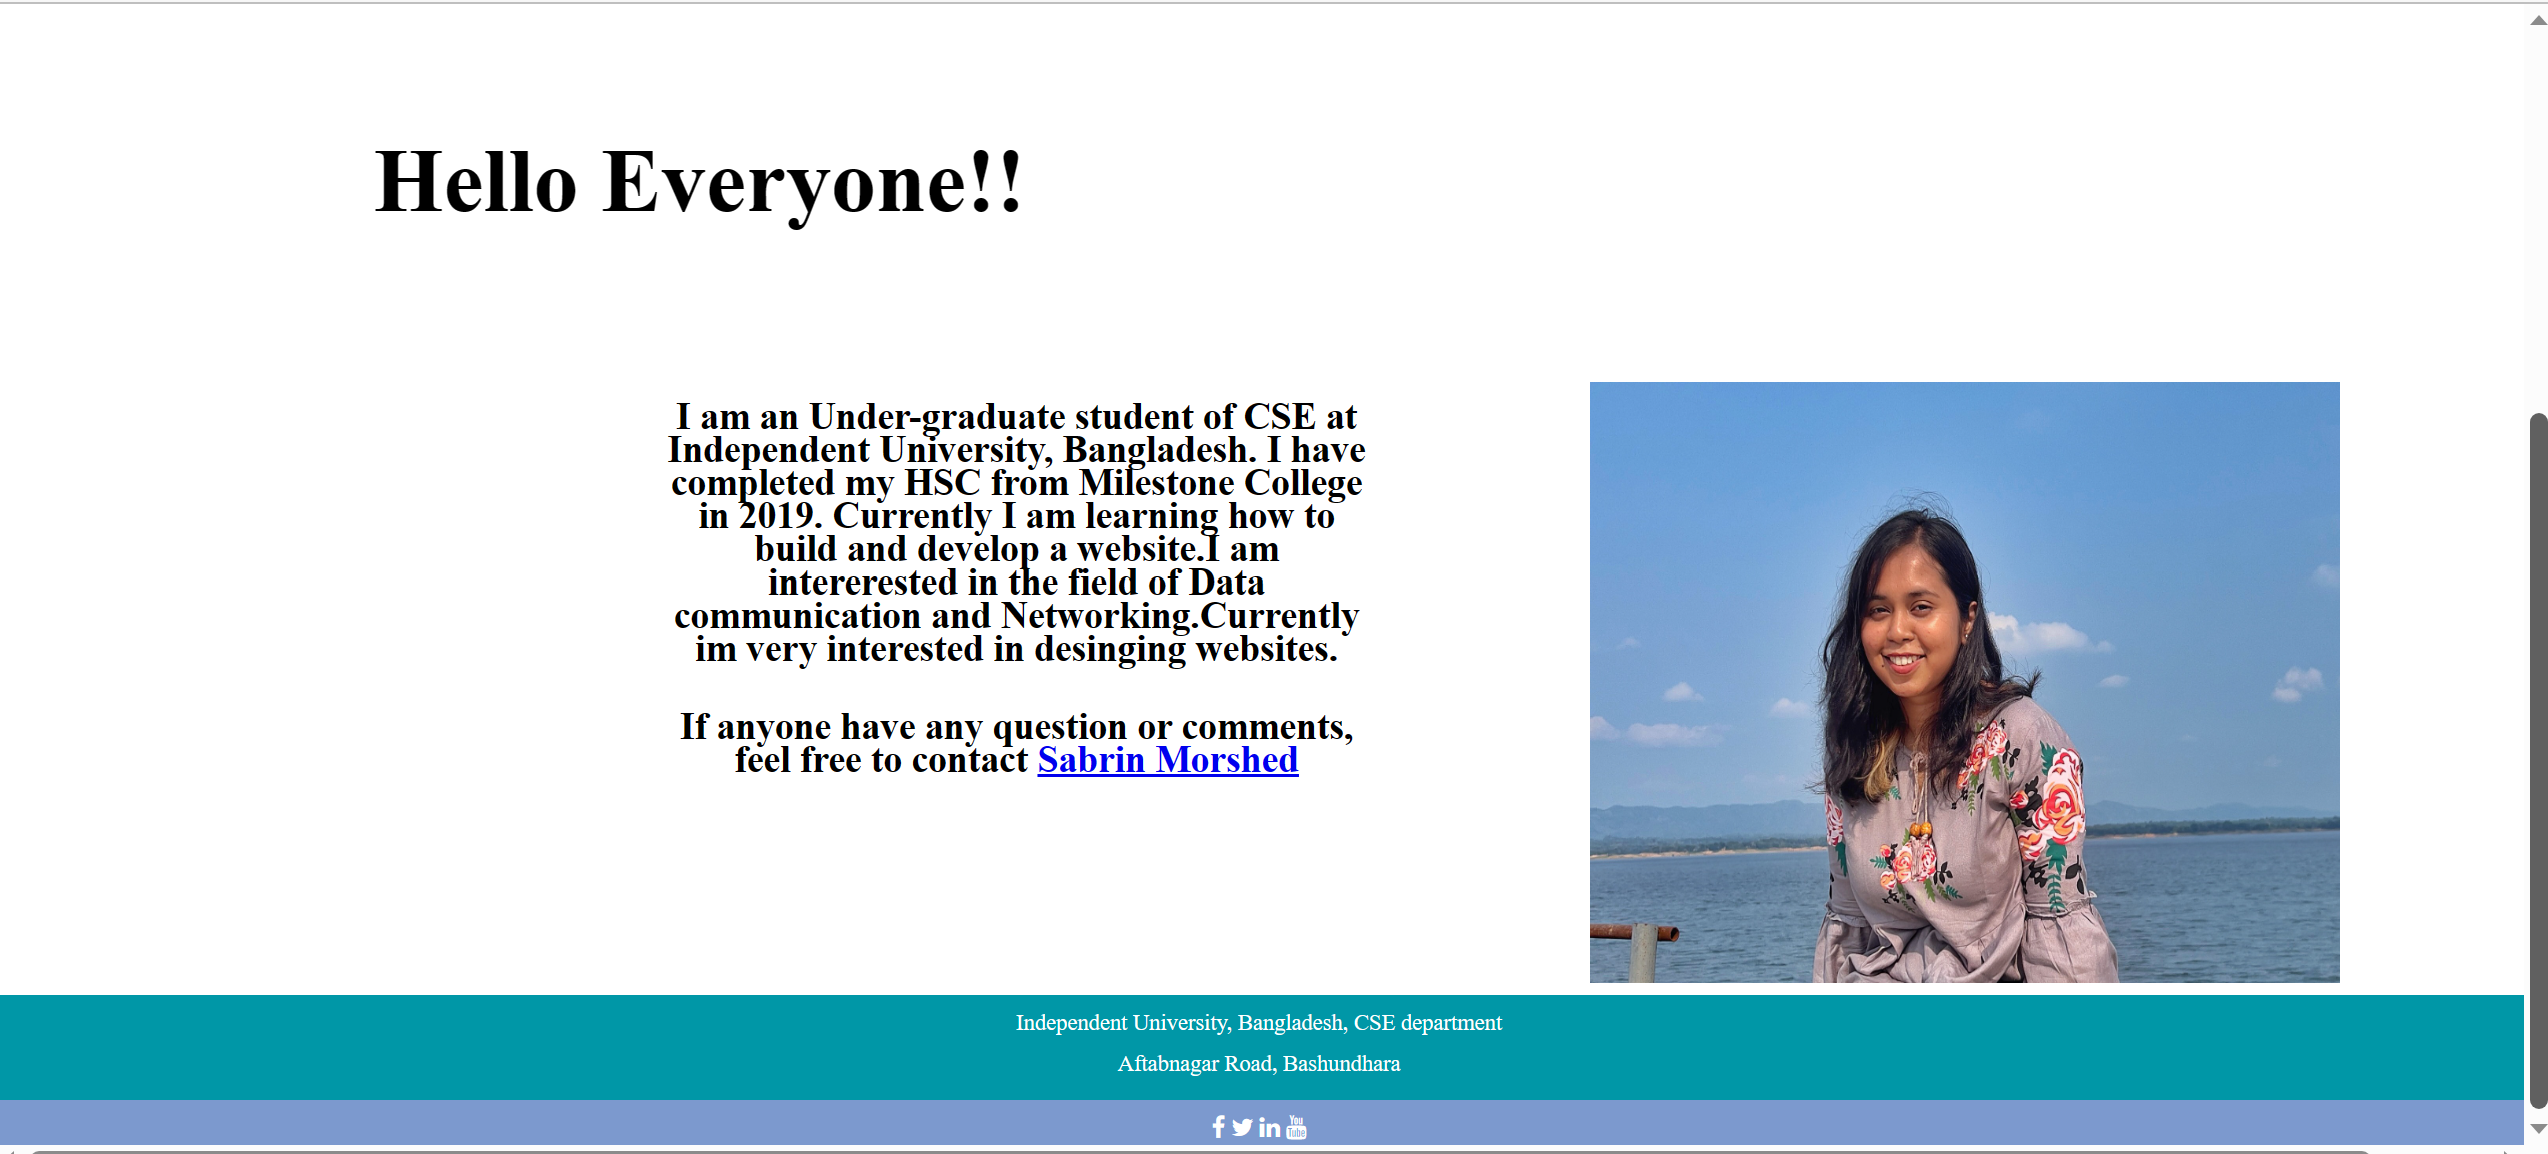 Hello Everyone!!
I am an Under-graduate student of CSE at
Independent University, Bangladesh. I have
completed my HSC from Milestone College
in 2019. Currently I am learning how to
build and develop a website.I am
intererested in the field of Data
communication and Networking.Currently
im very interested in desinging websites.
If anyone have any question or comments,
feel free to contact Sabrin Morshed
Independent University, Bangladesh, CSE department
Aftabnagar Road, Bashundhara
You
Tube